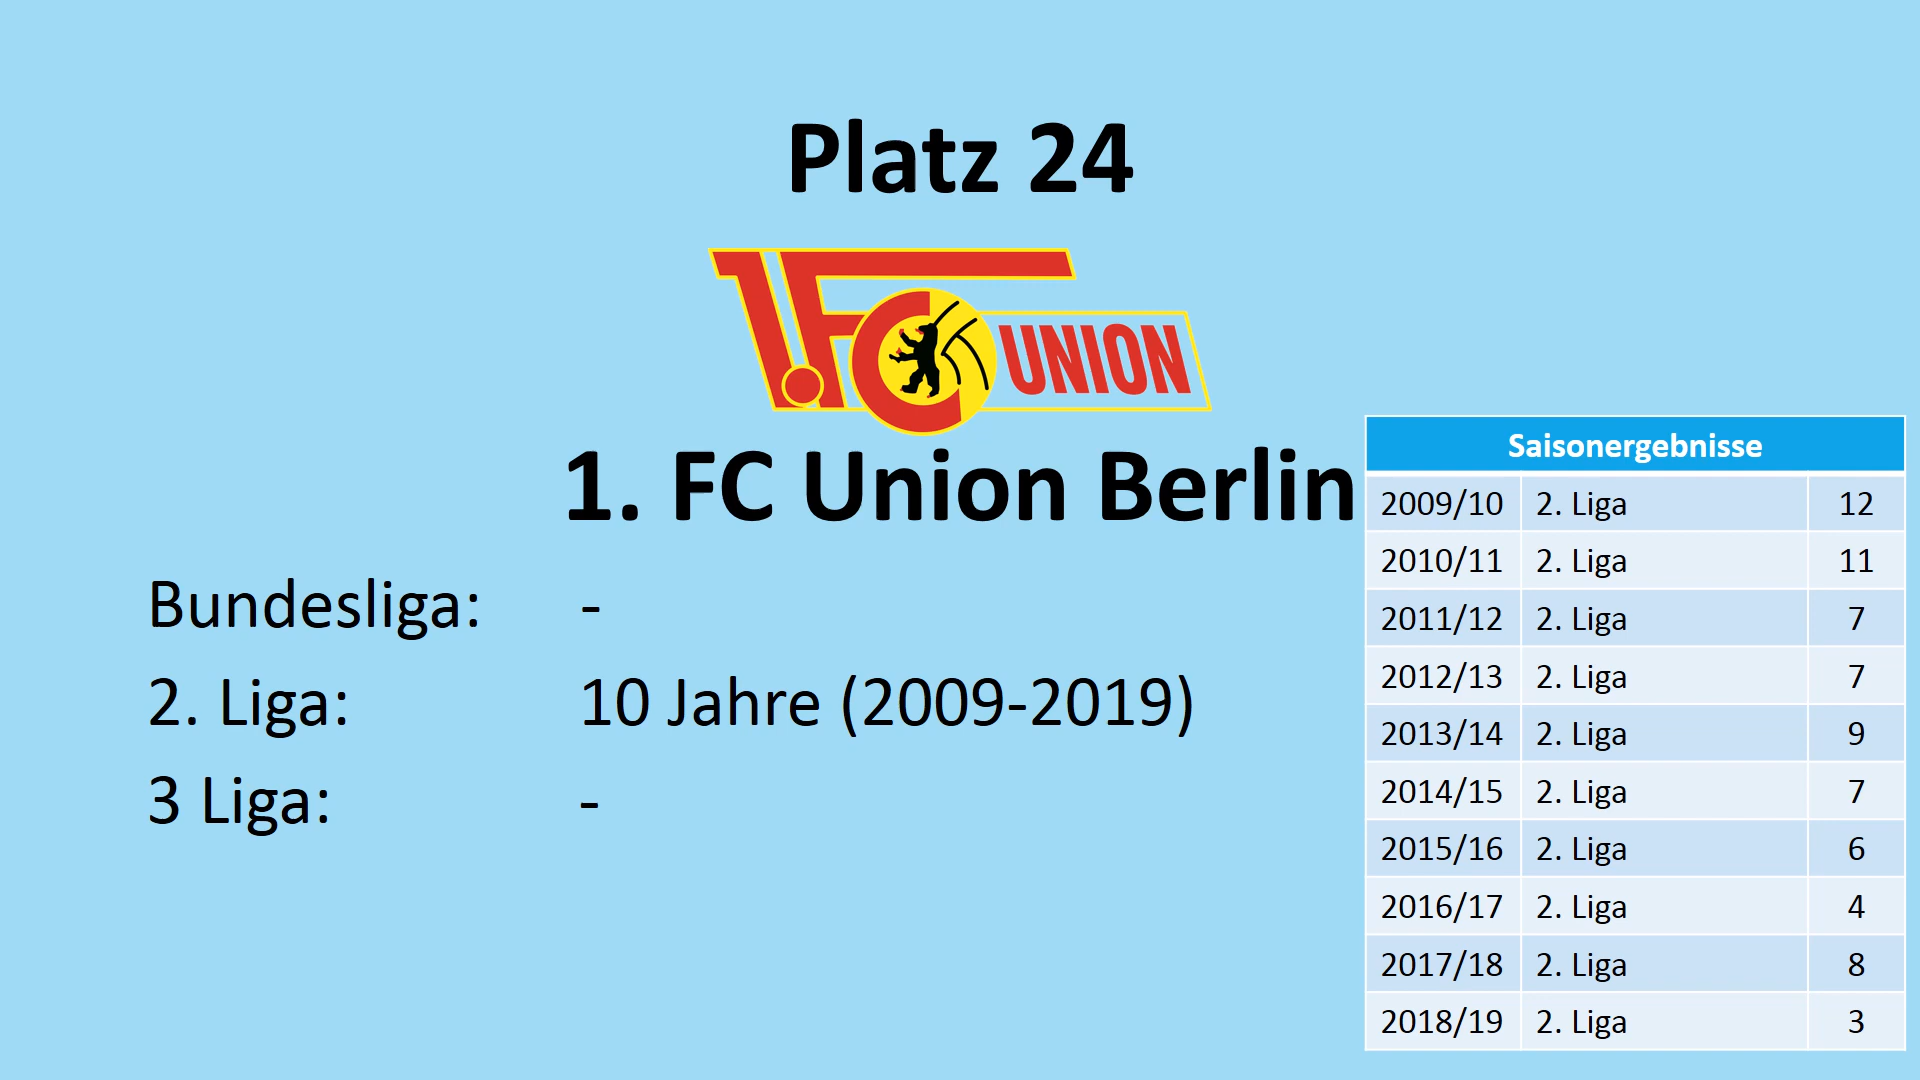 Platz 24
1. FC UNION
1. FC Union Berlin
Bundesliga: -
2. Liga: 10 Jahre (2009-2019)
3 Liga: -
Saisonergebnisse
2009/10 2. Liga 12
2010/11 2. Liga 11
2011/12 2. Liga 7
2012/13 2. Liga 7
2013/14 2. Liga 9
2014/15 2. Liga 7
2015/16 2. Liga 6
2016/17 2. Liga 4
2017/18 2. Liga 8
2018/19 2. Liga 3